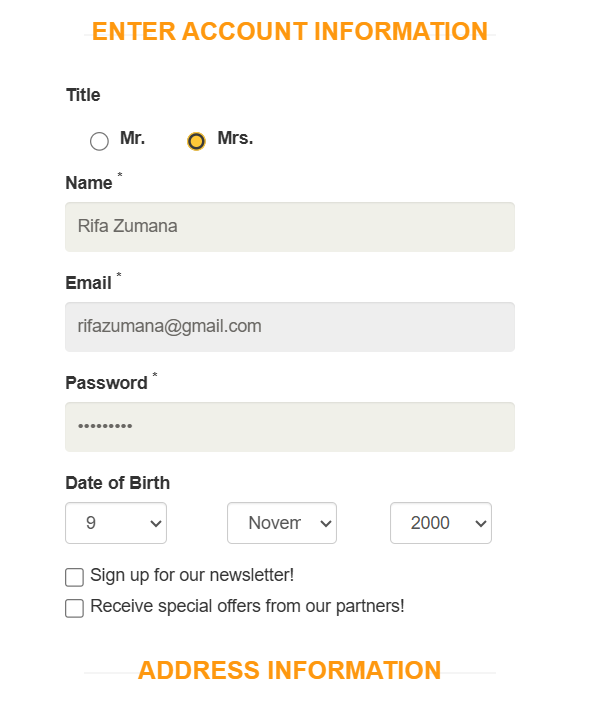 ENTER ACCOUNT INFORMATION
Title
Mr. Mrs.
Name *
Rifa Zumana
Email *
rifazumana@gmail.com
Password *
•••••••••
Date of Birth
9 Novem 2000
Sign up for our newsletter!
Receive special offers from our partners!
ADDRESS INFORMATION